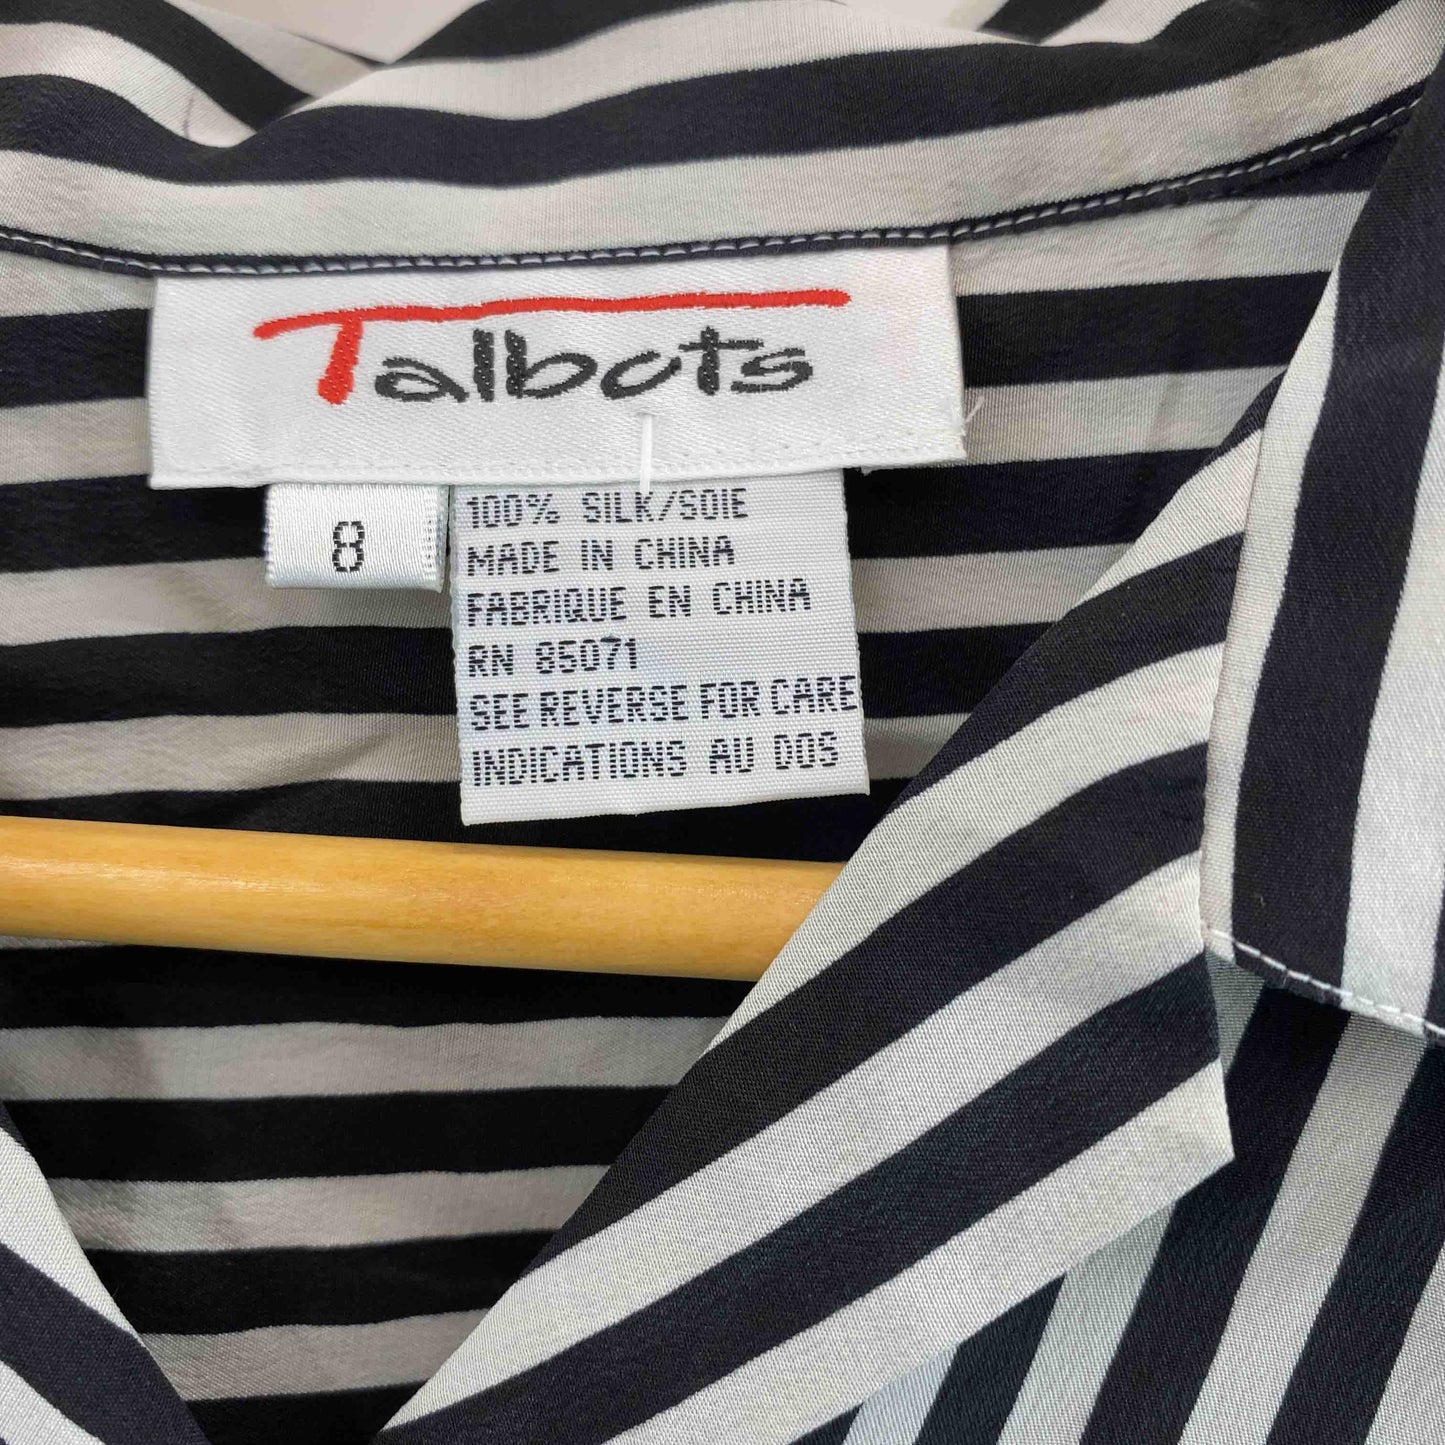 Talbots
8
100% SILK/SOIE
MADE IN CHINA
FABRIQUE EN CHINA
RN 85071
SEE REVERSE FOR CARE
INDICATIONS AU DOS